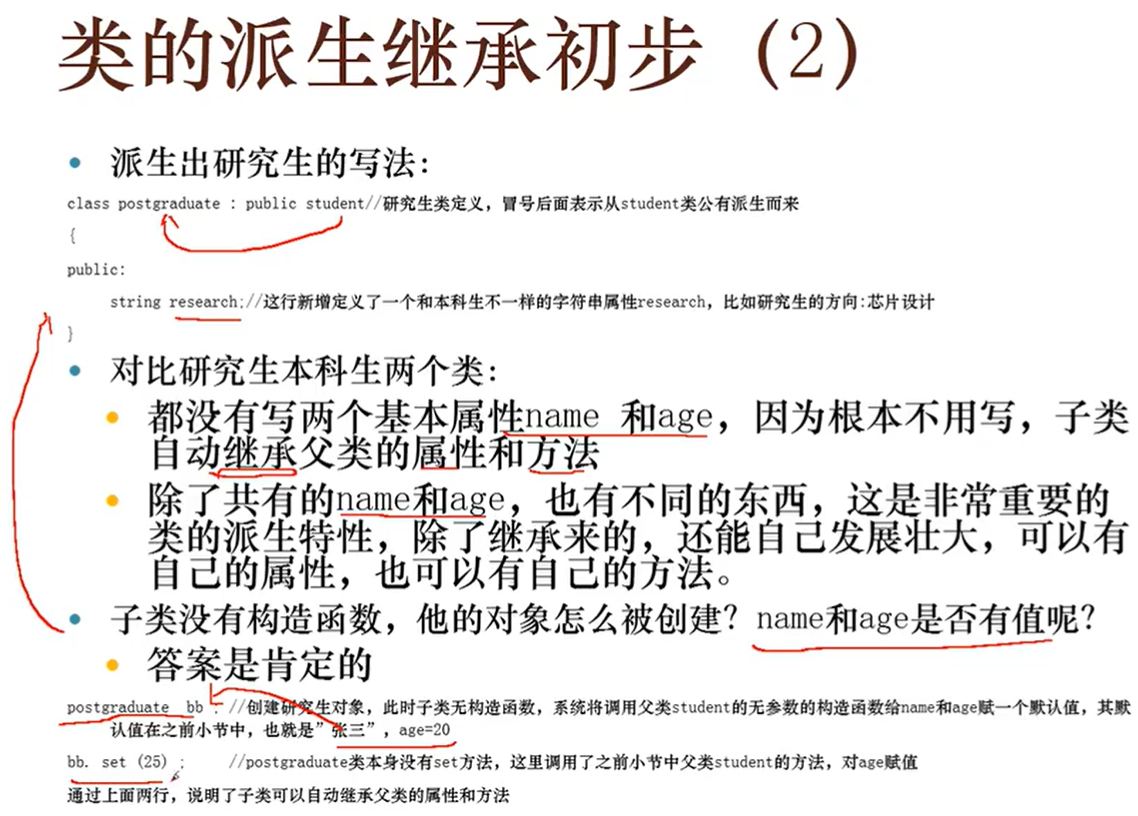 类的派生继承初步（2）
派生出研究生的写法：
class postgraduate : public student//研究生类定义，冒号后面表示从student类公有派生而来
{
public:
string research;//这行新增定义了一个和本科生不一样的字符串属性research，比如研究生的方向:芯片设计
}
对比研究生本科生两个类：
都没有写两个基本属性name 和age，因为根本不用写，子类
自动继承父类的属性和方法
除了共有的name和age，也有不同的东西，这是非常重要的
类的派生特性，除了继承来的，还能自己发展壮大，可以有
自己的属性，也可以有自己的方法。
子类没有构造函数，他的对象怎么被创建？name和age是否有值呢？
答案是肯定的
postgraduate bb ; //创建研究生对象，此时子类无构造函数，系统将调用父类student的无参数的构造函数给name和age赋一个默认值，其默
认值在之前小节中，也就是”张三”，age=20
bb. set (25) ; //postgraduate类本身没有set方法，这里调用了之前小节中父类student的方法，对age赋值
通过上面两行，说明了子类可以自动继承父类的属性和方法